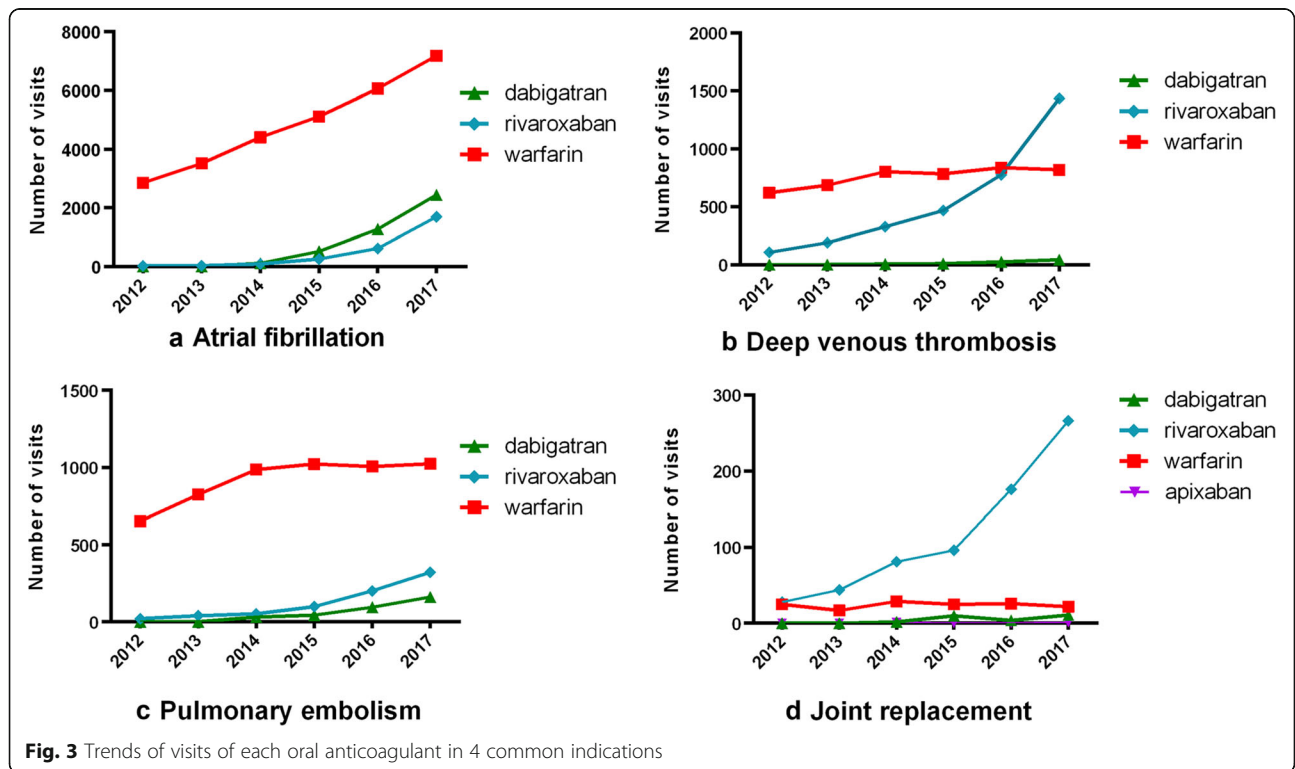 8000
6000
4000
2000
0
Number of visits
2012
2013
2014
2015
2016
2017
dabigatran
rivaroxaban
warfarin
a Atrial fibrillation
2000
1500
1000
500
0
Number of visits
2012
2013
2014
2015
2016
2017
dabigatran
rivaroxaban
warfarin
b Deep venous thrombosis
1500
1000
500
0
Number of visits
2012
2013
2014
2015
2016
2017
dabigatran
rivaroxaban
warfarin
c Pulmonary embolism
300
200
100
0
Number of visits
2012
2013
2014
2015
2016
2017
dabigatran
rivaroxaban
warfarin
apixaban
d Joint replacement
Fig. 3 Trends of visits of each oral anticoagulant in 4 common indications